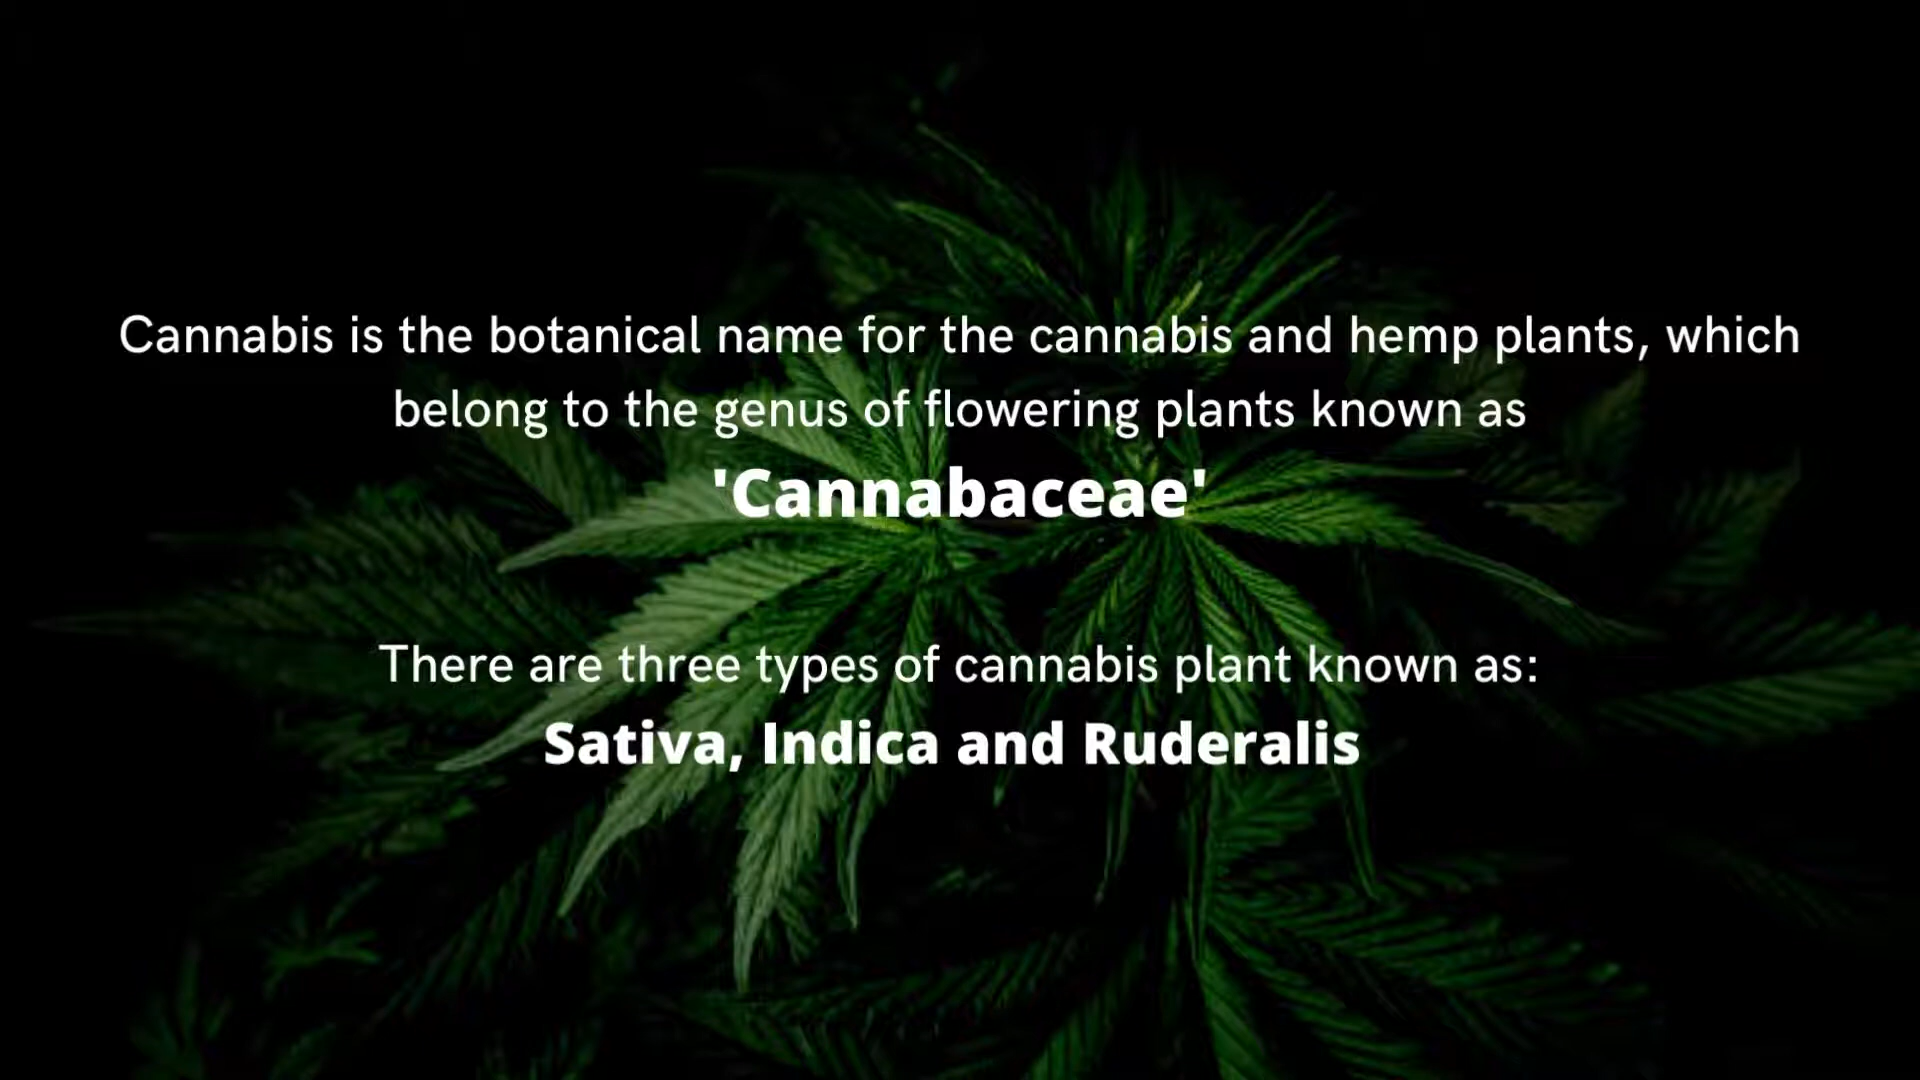 Cannabis is the botanical name for the cannabis and hemp plants, which
belong to the genus of flowering plants known as
'Cannabaceae'
There are three types of cannabis plant known as:
Sativa, Indica and Ruderalis